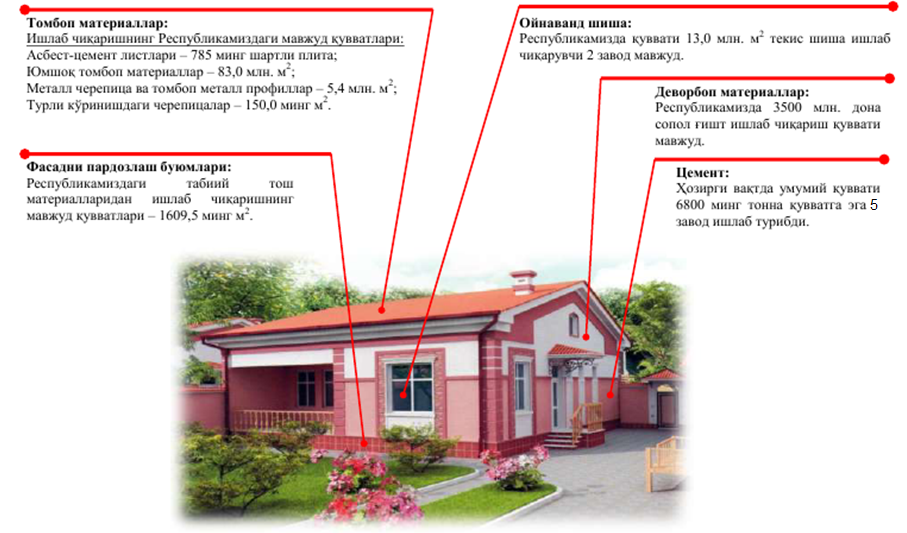 Томбоп материаллар:
Ишлаб чиқаришнинг Республикамиздаги мавжуд қувватлари:
Асбест-цемент листлари – 785 минг шартли плита;
Юмшоқ томбоп материаллар – 83,0 млн. м²;
Металл черепица ва томбоп металл профиллар – 5,4 млн. м²;
Турли кўринишдаги черепицалар – 150,0 минг м².
Ойнаванд шиша:
Республикамизда қуввати 13,0 млн. м² текис шиша ишлаб
чиқарувчи 2 завод мавжуд.
Деворбоп материаллар:
Республикамизда 3500 млн. дона
сопол ғишт ишлаб чиқариш қуввати
мавжуд.
Фасадни пардозлаш буюмлари:
Республикамиздаги табиий тош
материалларидан ишлаб чиқаришнинг
мавжуд қувватлари – 1609,5 минг м².
Цемент:
Ҳозирги вақтда умумий қуввати
6800 минг тонна қувватга эга 5
завод ишлаб турибди.